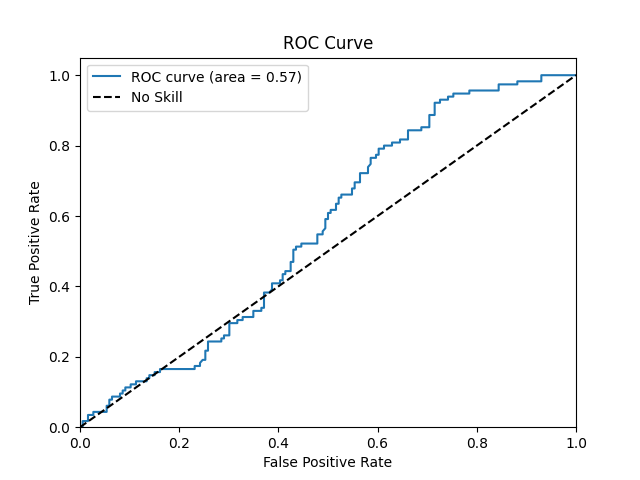 ROC Curve
ROC curve (area = 0.57)
No Skill
True Positive Rate
1.0
0.8
0.6
0.4
0.2
0.0
0.0 0.2 0.4 0.6 0.8 1.0
False Positive Rate